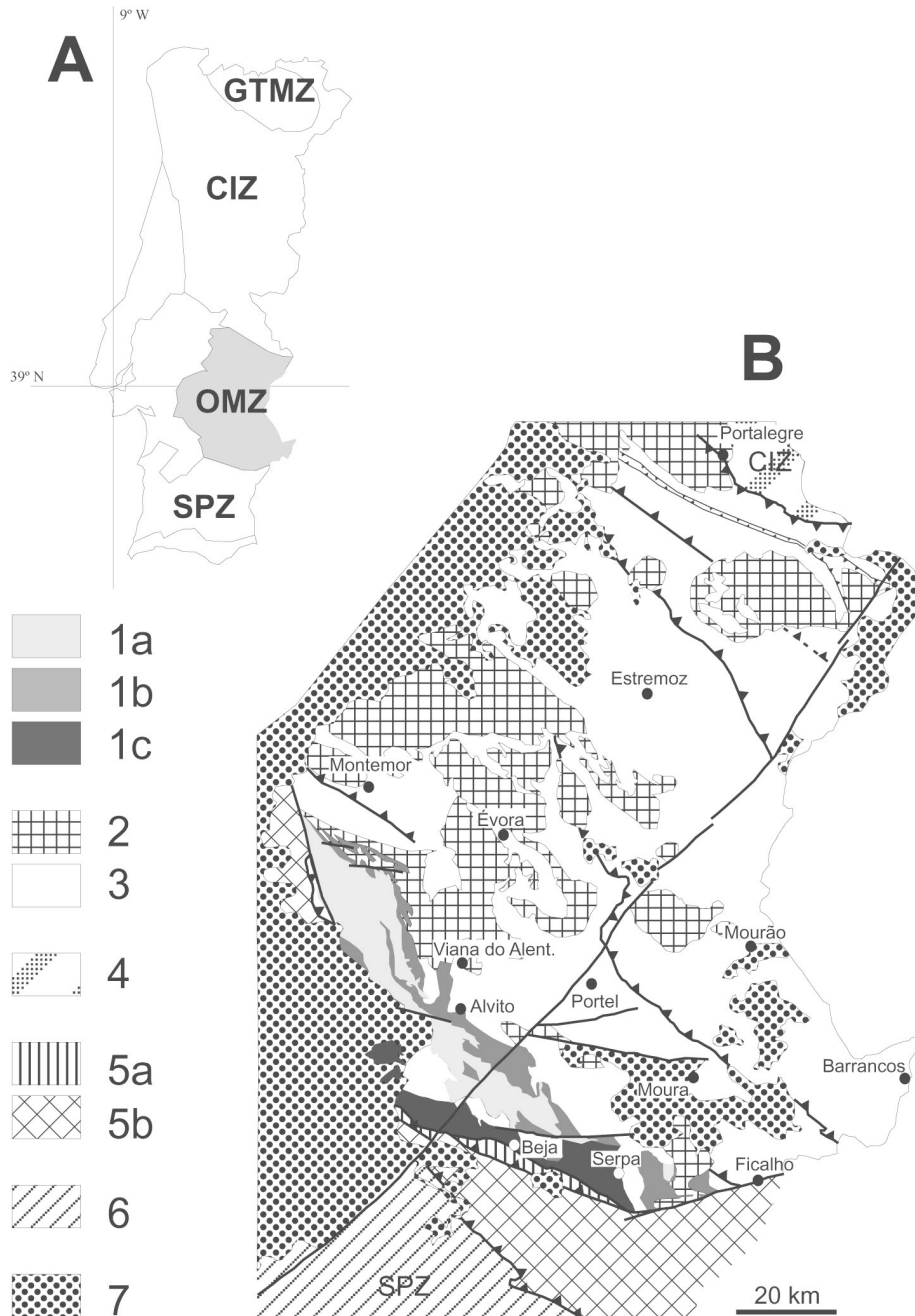 9º W
A
GTMZ
CIZ
39º N
OMZ
SPZ
B
Portalegre
CIZ
Estremoz
Montemor
Évora
Mourão
Viana do Alent.
Portel
Alvito
Barrancos
Moura
Beja
Serpa
Ficalho
SPZ
20 km
1a
1b
1c
2
3
4
5a
5b
6
7